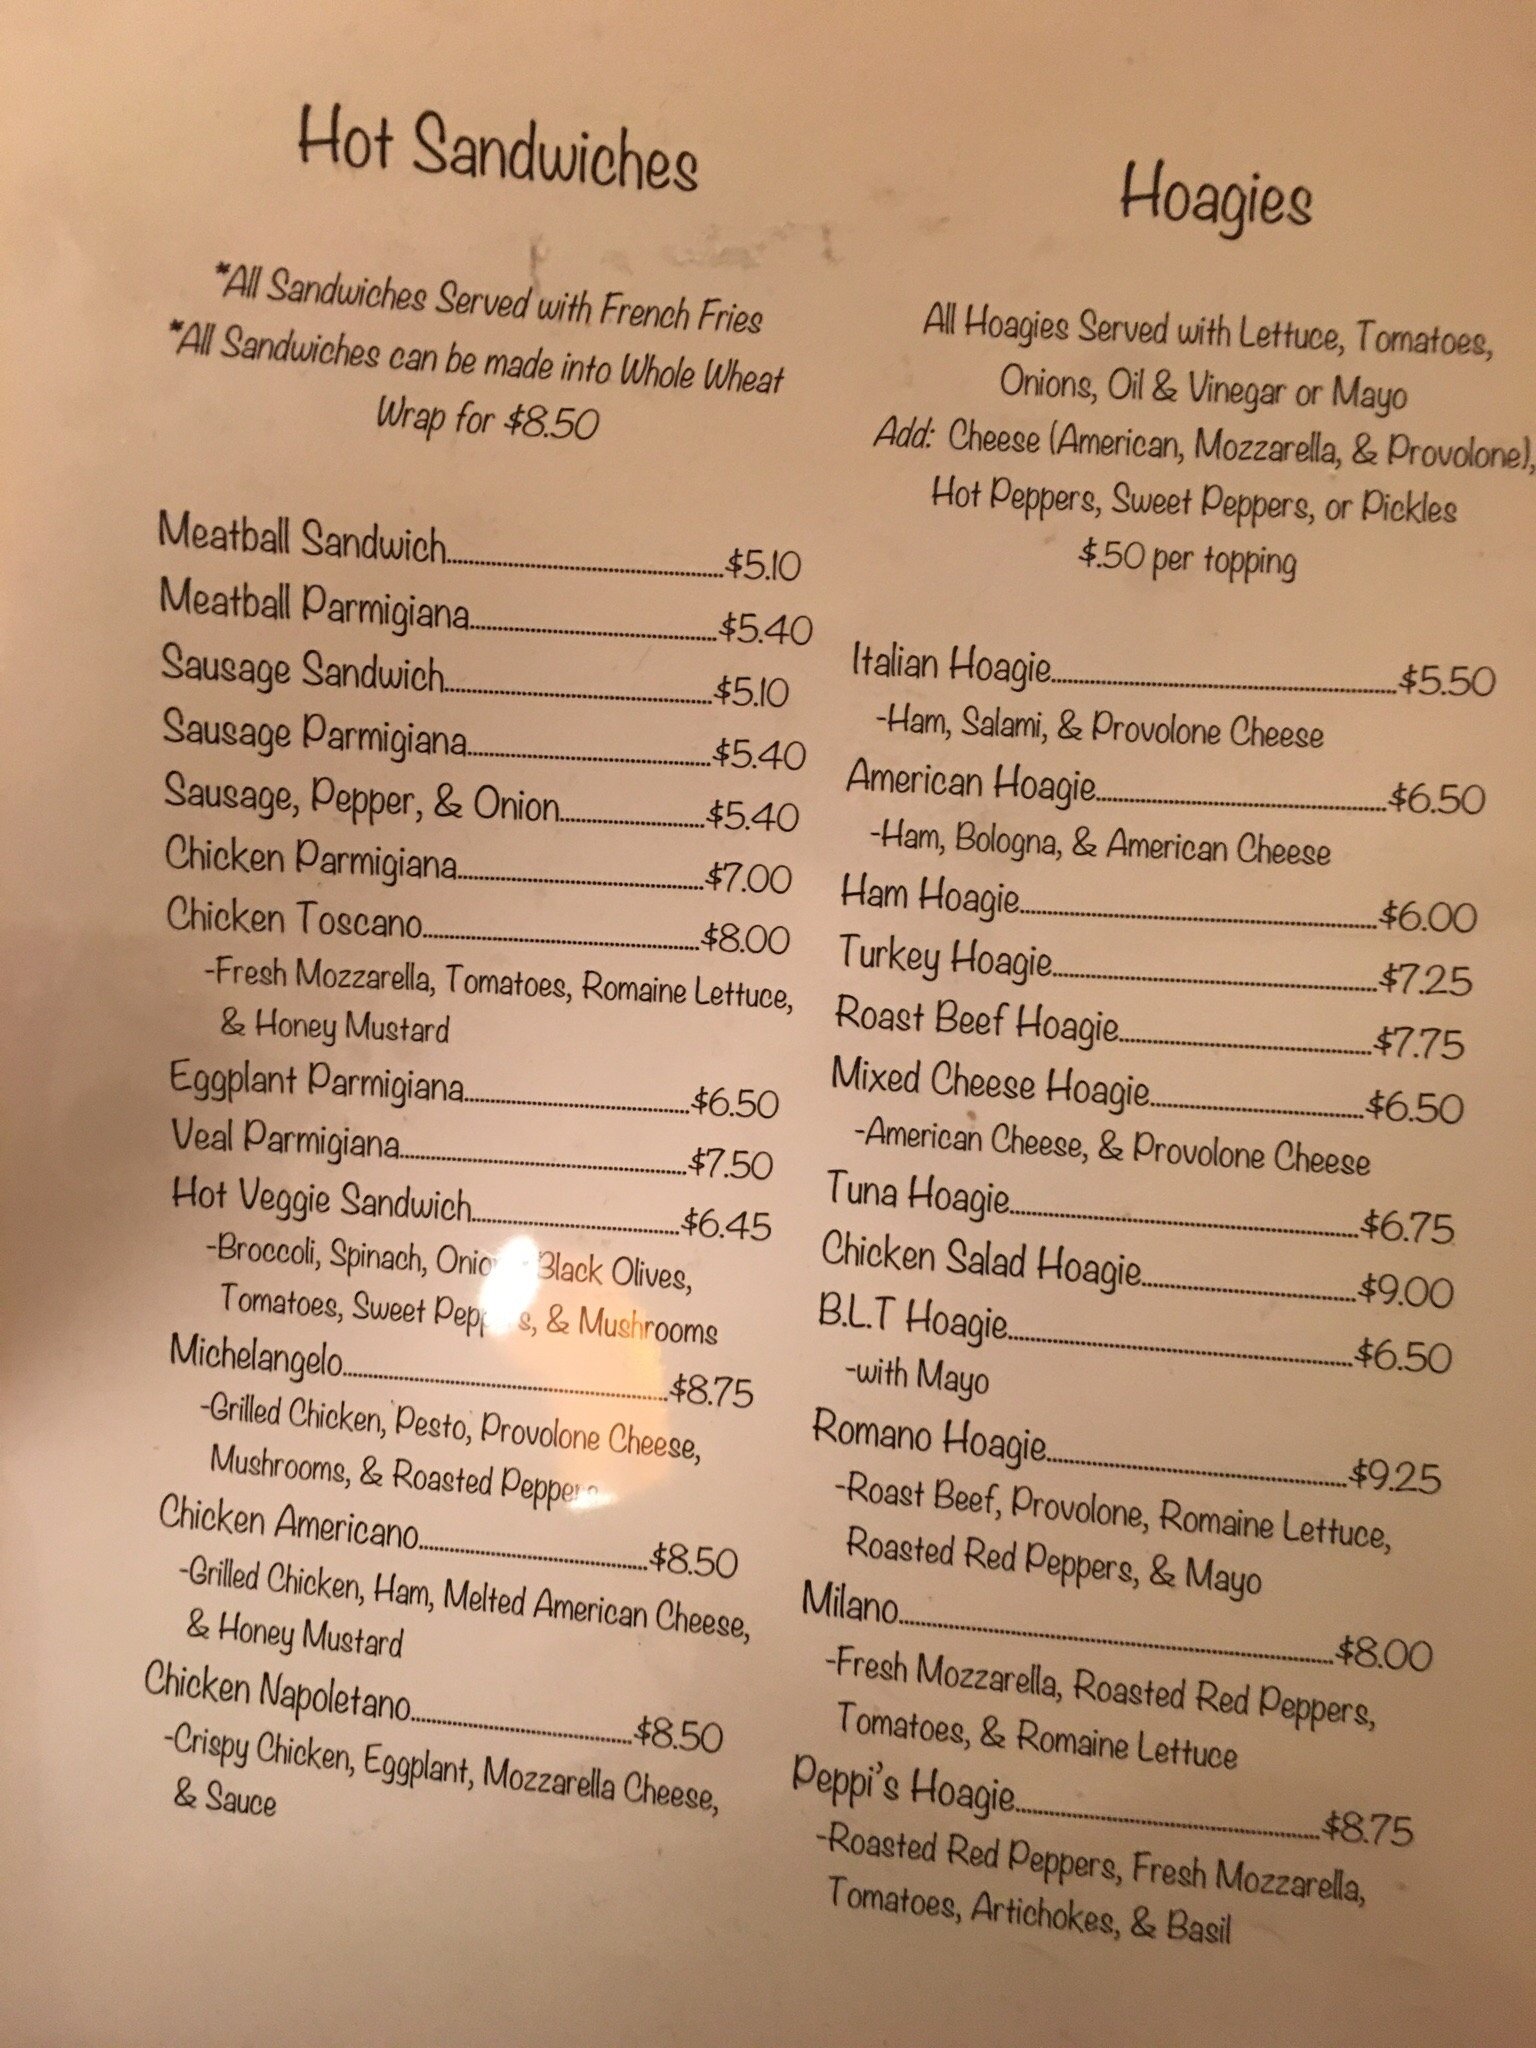 Hot Sandwiches
*All Sandwiches Served with French Fries
*All Sandwiches can be made into Whole Wheat
Wrap for $8.50
Meatball Sandwich $5.10
Meatball Parmigiana $5.40
Sausage Sandwich $5.10
Sausage Parmigiana $5.40
Sausage, Pepper, & Onion $5.40
Chicken Parmigiana $7.00
Chicken Toscano $8.00
-Fresh Mozzarella, Tomatoes, Romaine Lettuce,
& Honey Mustard
Eggplant Parmigiana $6.50
Veal Parmigiana $7.50
Hot Veggie Sandwich $6.45
-Broccoli, Spinach, Black Olives,
Tomatoes, Sweet Peppers, & Mushrooms
Michelangelo $8.75
-Grilled Chicken, Pesto, Provolone Cheese,
Mushrooms, & Roasted Peppers
Chicken Americano $8.50
-Grilled Chicken, Ham, Melted American Cheese,
& Honey Mustard
Chicken Napoletano $8.50
-Crispy Chicken, Eggplant, Mozzarella Cheese,
& Sauce
Hoagies
All Hoagies Served with Lettuce, Tomatoes,
Onions, Oil & Vinegar or Mayo
Add: Cheese (American, Mozzarella, & Provolone),
Hot Peppers, Sweet Peppers, or Pickles
$.50 per topping
Italian Hoagie $5.50
-Ham, Salami, & Provolone Cheese
American Hoagie $6.50
-Ham, Bologna, & American Cheese
Ham Hoagie $6.00
Turkey Hoagie $7.25
Roast Beef Hoagie $7.75
Mixed Cheese Hoagie $6.50
-American Cheese, & Provolone Cheese
Tuna Hoagie $6.75
Chicken Salad Hoagie $9.00
B.L.T Hoagie $6.50
-with Mayo
Romano Hoagie $9.25
-Roast Beef, Provolone, Romaine Lettuce,
Roasted Red Peppers, & Mayo
Milano $8.00
-Fresh Mozzarella, Roasted Red Peppers,
Tomatoes, & Romaine Lettuce
Peppi's Hoagie $8.75
-Roasted Red Peppers, Fresh Mozzarella,
Tomatoes, Artichokes, & Basil